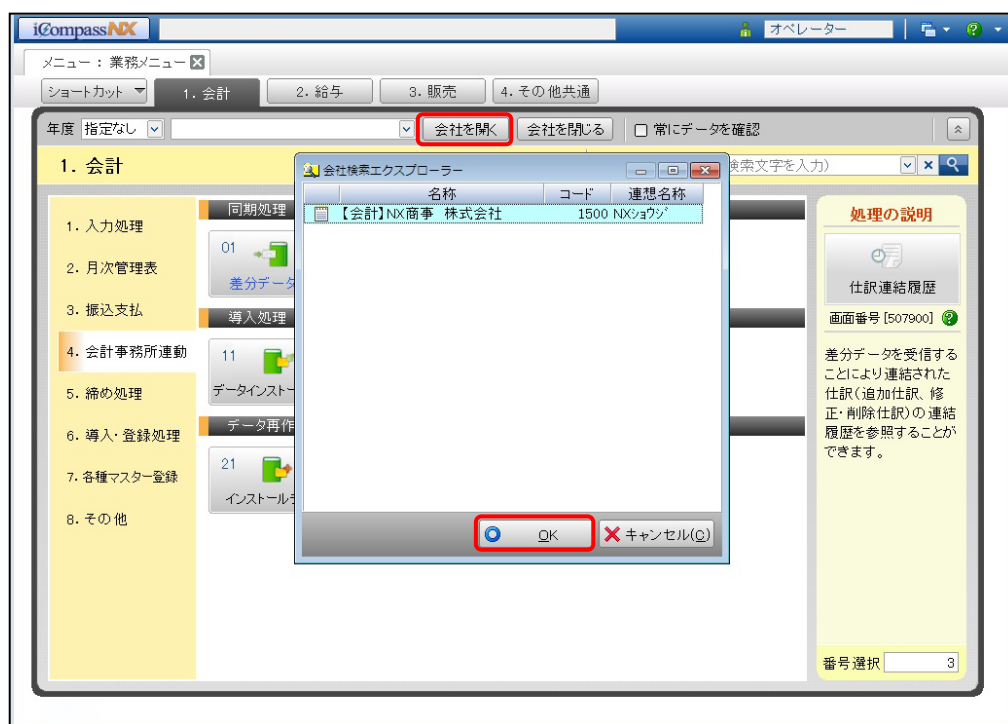 iCompassNX
オペレーター
メニュー : 業務メニュー
ショートカット 1. 会計 2. 給与 3. 販売 4. その他共通
年度 指定なし 会社を開く 会社を閉じる 常にデータを確認
1. 会計
検索文字を入力)
会社検索エクスプローラー
名称 コード 連想名称
【会計】NX商事 株式会社 1500 NXｼｮｳｼﾞ
OK キャンセル(C)
1. 入力処理
2. 月次管理表
3. 振込支払
4. 会計事務所連動
5. 締め処理
6. 導入・登録処理
7. 各種マスター登録
8. その他
同期処理
01
差分データ
導入処理
11
データインストー
データ再作
21
インストール
処理の説明
仕訳連結履歴
画面番号 [507900]
差分データを受信する
ことにより連結された
仕訳(追加仕訳、修
正・削除仕訳)の連結
履歴を参照することが
できます。
番号選択 3